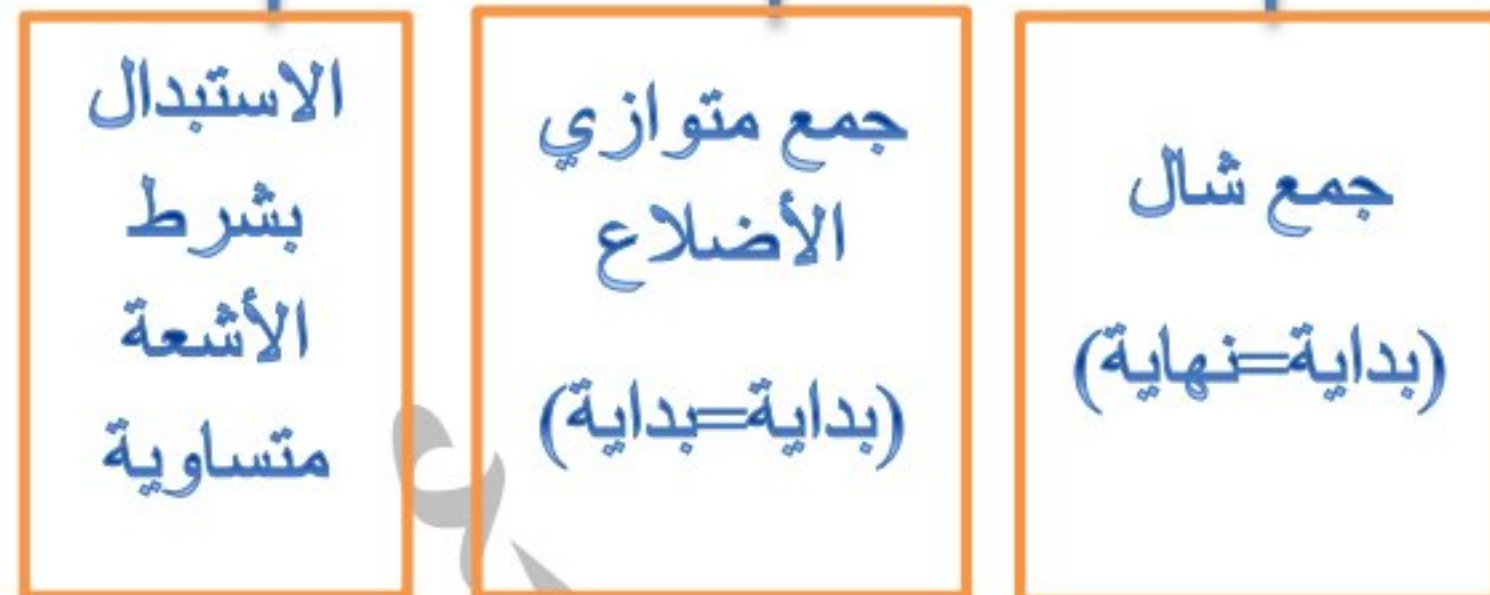 جمع شال
(بداية=نهاية)
جمع متوازي
الأضلاع
(بداية=بداية)
الاستبدال
بشرط
الأشعة
متساوية